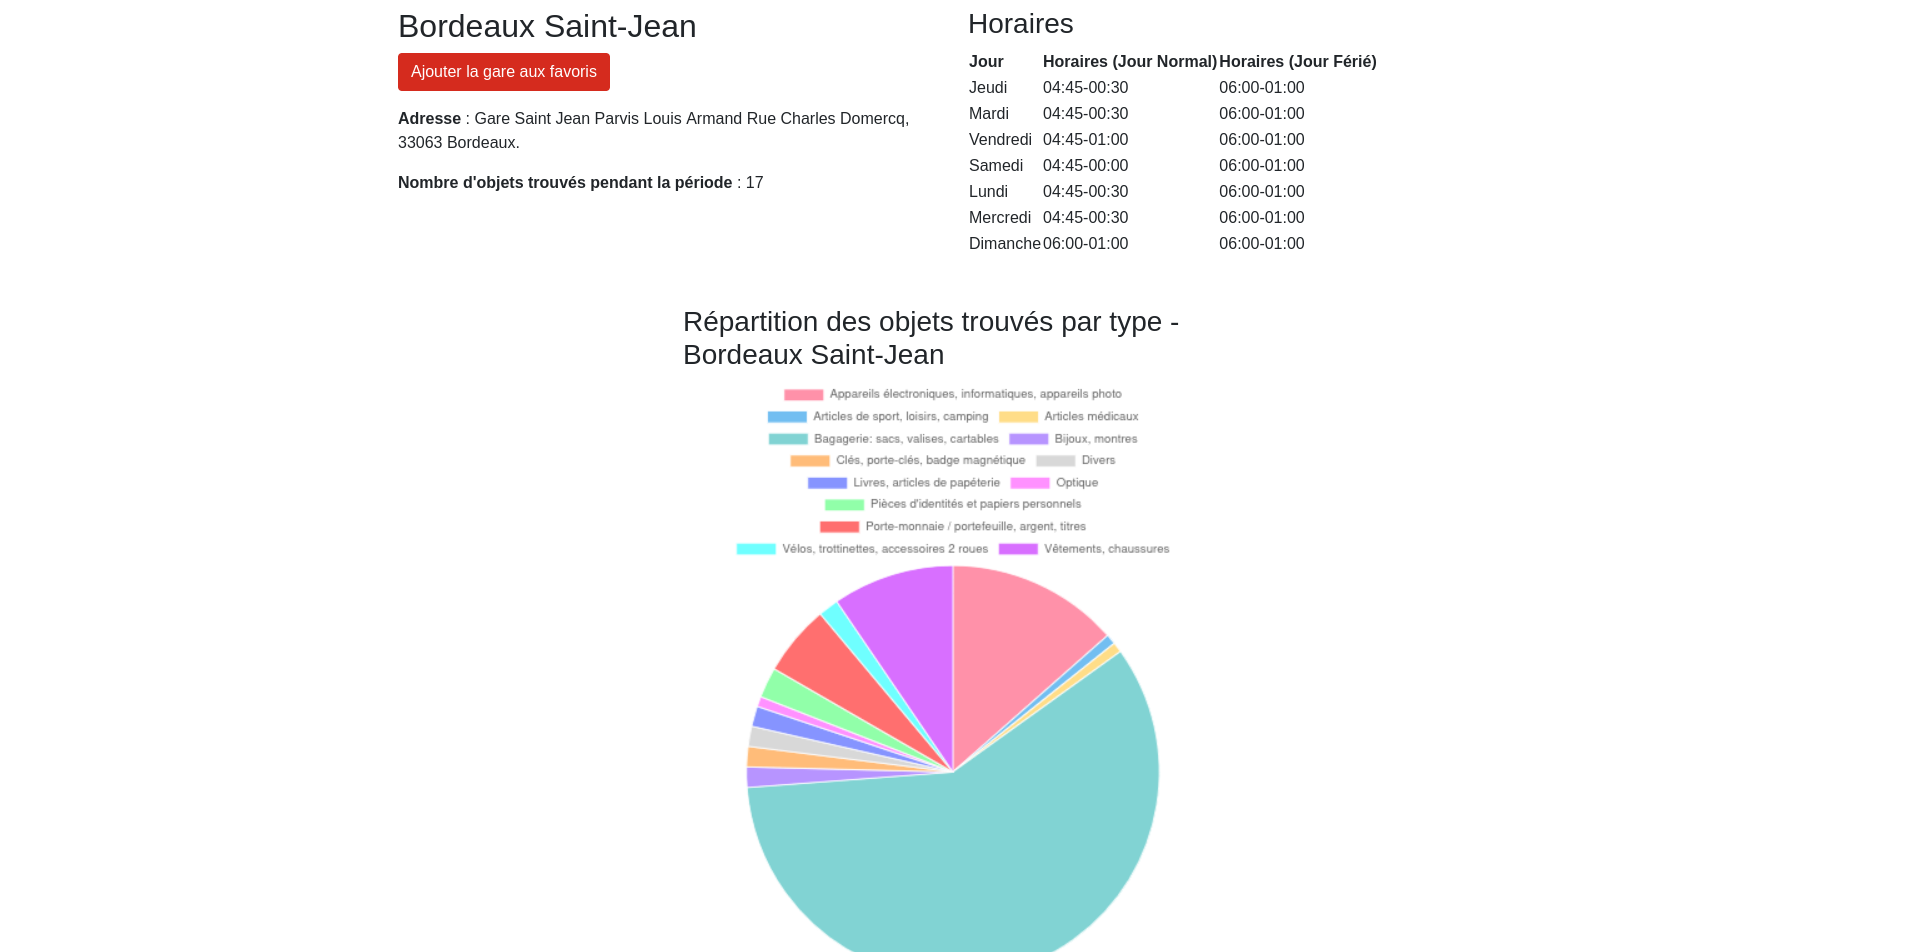 Bordeaux Saint-Jean
Ajouter la gare aux favoris
Adresse : Gare Saint Jean Parvis Louis Armand Rue Charles Domercq,
33063 Bordeaux.
Nombre d'objets trouvés pendant la période : 17
Horaires
Jour Horaires (Jour Normal) Horaires (Jour Férié)
Jeudi 04:45-00:30 06:00-01:00
Mardi 04:45-00:30 06:00-01:00
Vendredi 04:45-01:00 06:00-01:00
Samedi 04:45-00:00 06:00-01:00
Lundi 04:45-00:30 06:00-01:00
Mercredi 04:45-00:30 06:00-01:00
Dimanche 06:00-01:00 06:00-01:00
Répartition des objets trouvés par type -
Bordeaux Saint-Jean
Appareils électroniques, informatiques, appareils photo
Articles de sport, loisirs, camping Articles médicaux
Bagagerie: sacs, valises, cartables Bijoux, montres
Clés, porte-clés, badge magnétique Divers
Livres, articles de papéterie Optique
Pièces d'identités et papiers personnels
Porte-monnaie / portefeuille, argent, titres
Vélos, trottinettes, accessoires 2 roues Vêtements, chaussures